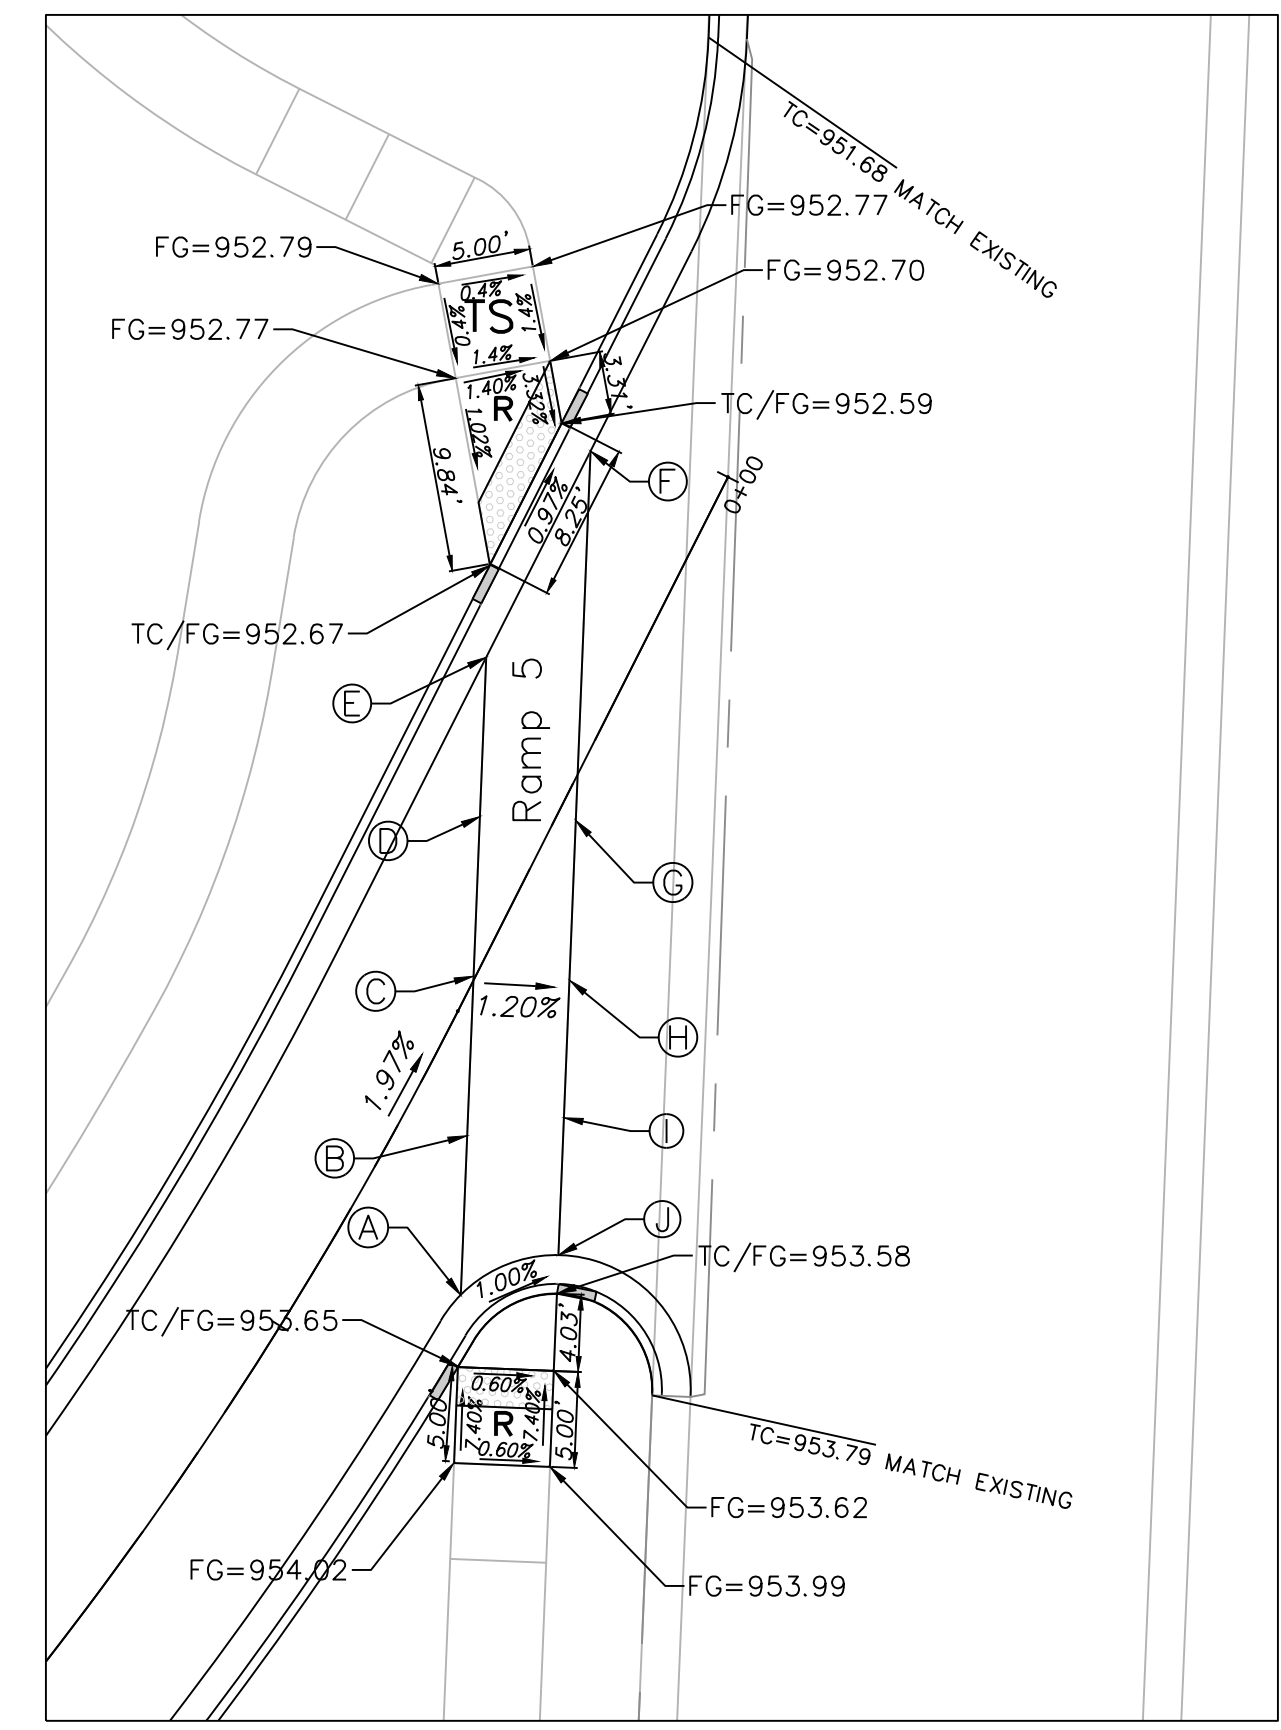 TC=951.68 MATCH EXISTING
FG=952.77
FG=952.79
5.00'
FG=952.70
0.4%
TS
0.4%
1.4%
FG=952.77
1.4%
3.31'
1.40%
R
3.32%
1.02%
TC/FG=952.59
9.84'
F
0+00
0.97%
8.25'
TC/FG=952.67
Ramp 5
E
D
G
C
1.20%
H
1.97%
I
B
A
J
TC/FG=953.58
1.00%
TC/FG=953.65
4.03'
0.60%
5.00'
7.40%
R
7.40%
5.00'
0.60%
TC=953.79 MATCH EXISTING
FG=953.62
FG=954.02
FG=953.99